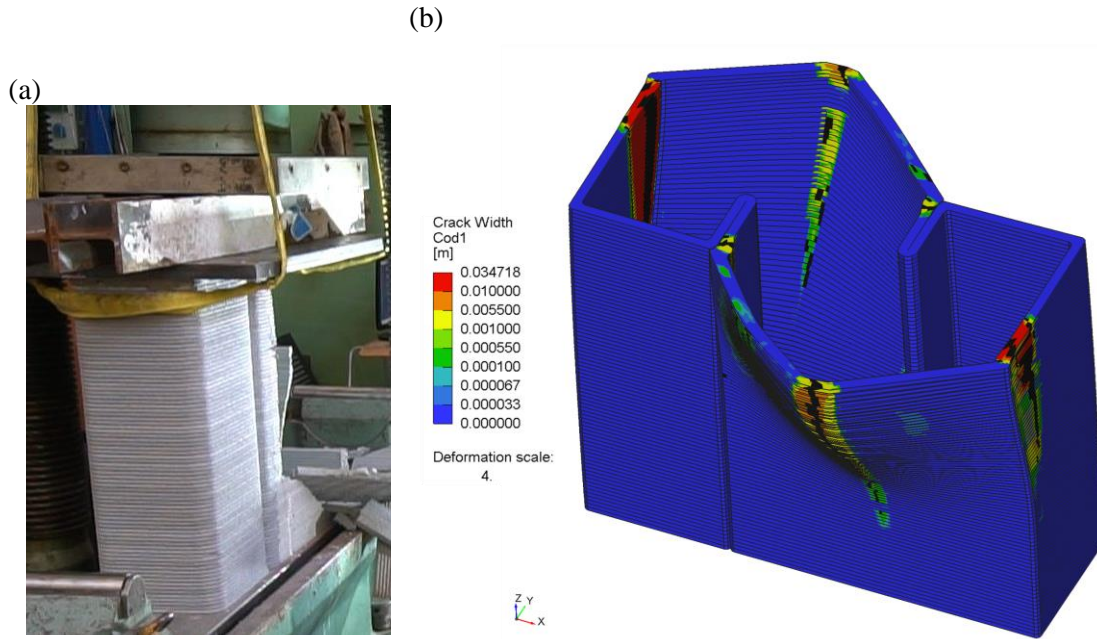 (b)
(a)
Crack Width
Cod1
[m]
0.034718
0.010000
0.005500
0.001000
0.000550
0.000100
0.000067
0.000033
0.000000
Deformation scale:
4.
Z Y
X